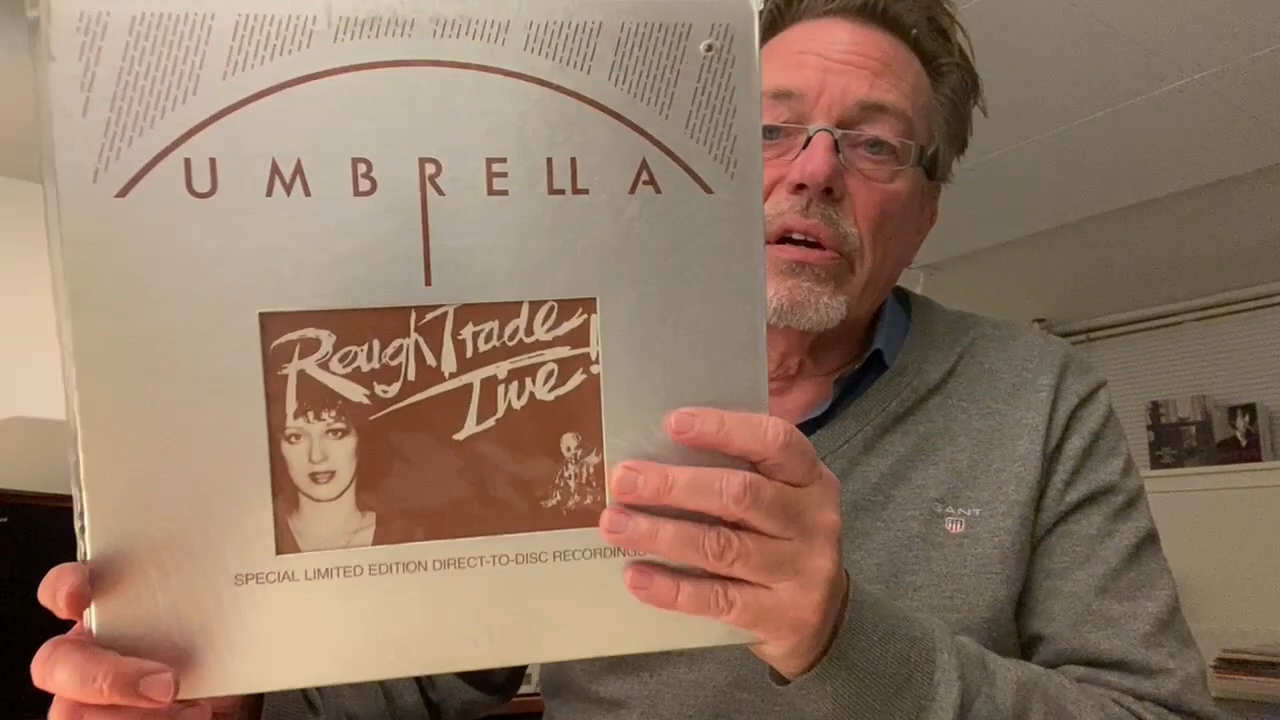 UMBRELLA
Rough Trade
Live!
SPECIAL LIMITED EDITION DIRECT-TO-DISC RECORDINGS
GANT